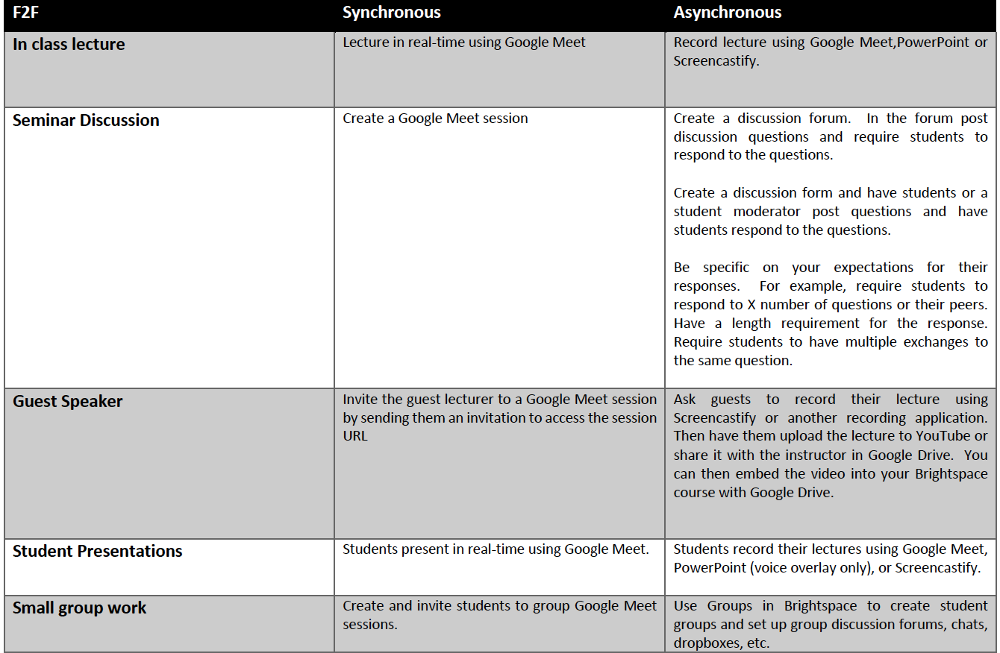 F2F
Synchronous
Asynchronous
In class lecture
Lecture in real-time using Google Meet
Record lecture using Google Meet,PowerPoint or
Screencastify.
Seminar Discussion
Create a Google Meet session
Create a discussion forum.  In the forum post
discussion questions and require students to
respond to the questions.
Create a discussion form and have students or a
student moderator post questions and have
students respond to the questions.
Be specific on your expectations for their
responses.  For example, require students to
respond to X number of questions or their peers.
Have a length requirement for the response.
Require students to have multiple exchanges to
the same question.
Guest Speaker
Invite the guest lecturer to a Google Meet session
by sending them an invitation to access the session
URL
Ask guests to record their lecture using
Screencastify or another recording application.
Then have them upload the lecture to YouTube or
share it with the instructor in Google Drive.  You
can then embed the video into your Brightspace
course with Google Drive.
Student Presentations
Students present in real-time using Google Meet.
Students record their lectures using Google Meet,
PowerPoint (voice overlay only), or Screencastify.
Small group work
Create and invite students to group Google Meet
sessions.
Use Groups in Brightspace to create student
groups and set up group discussion forums, chats,
dropboxes, etc.